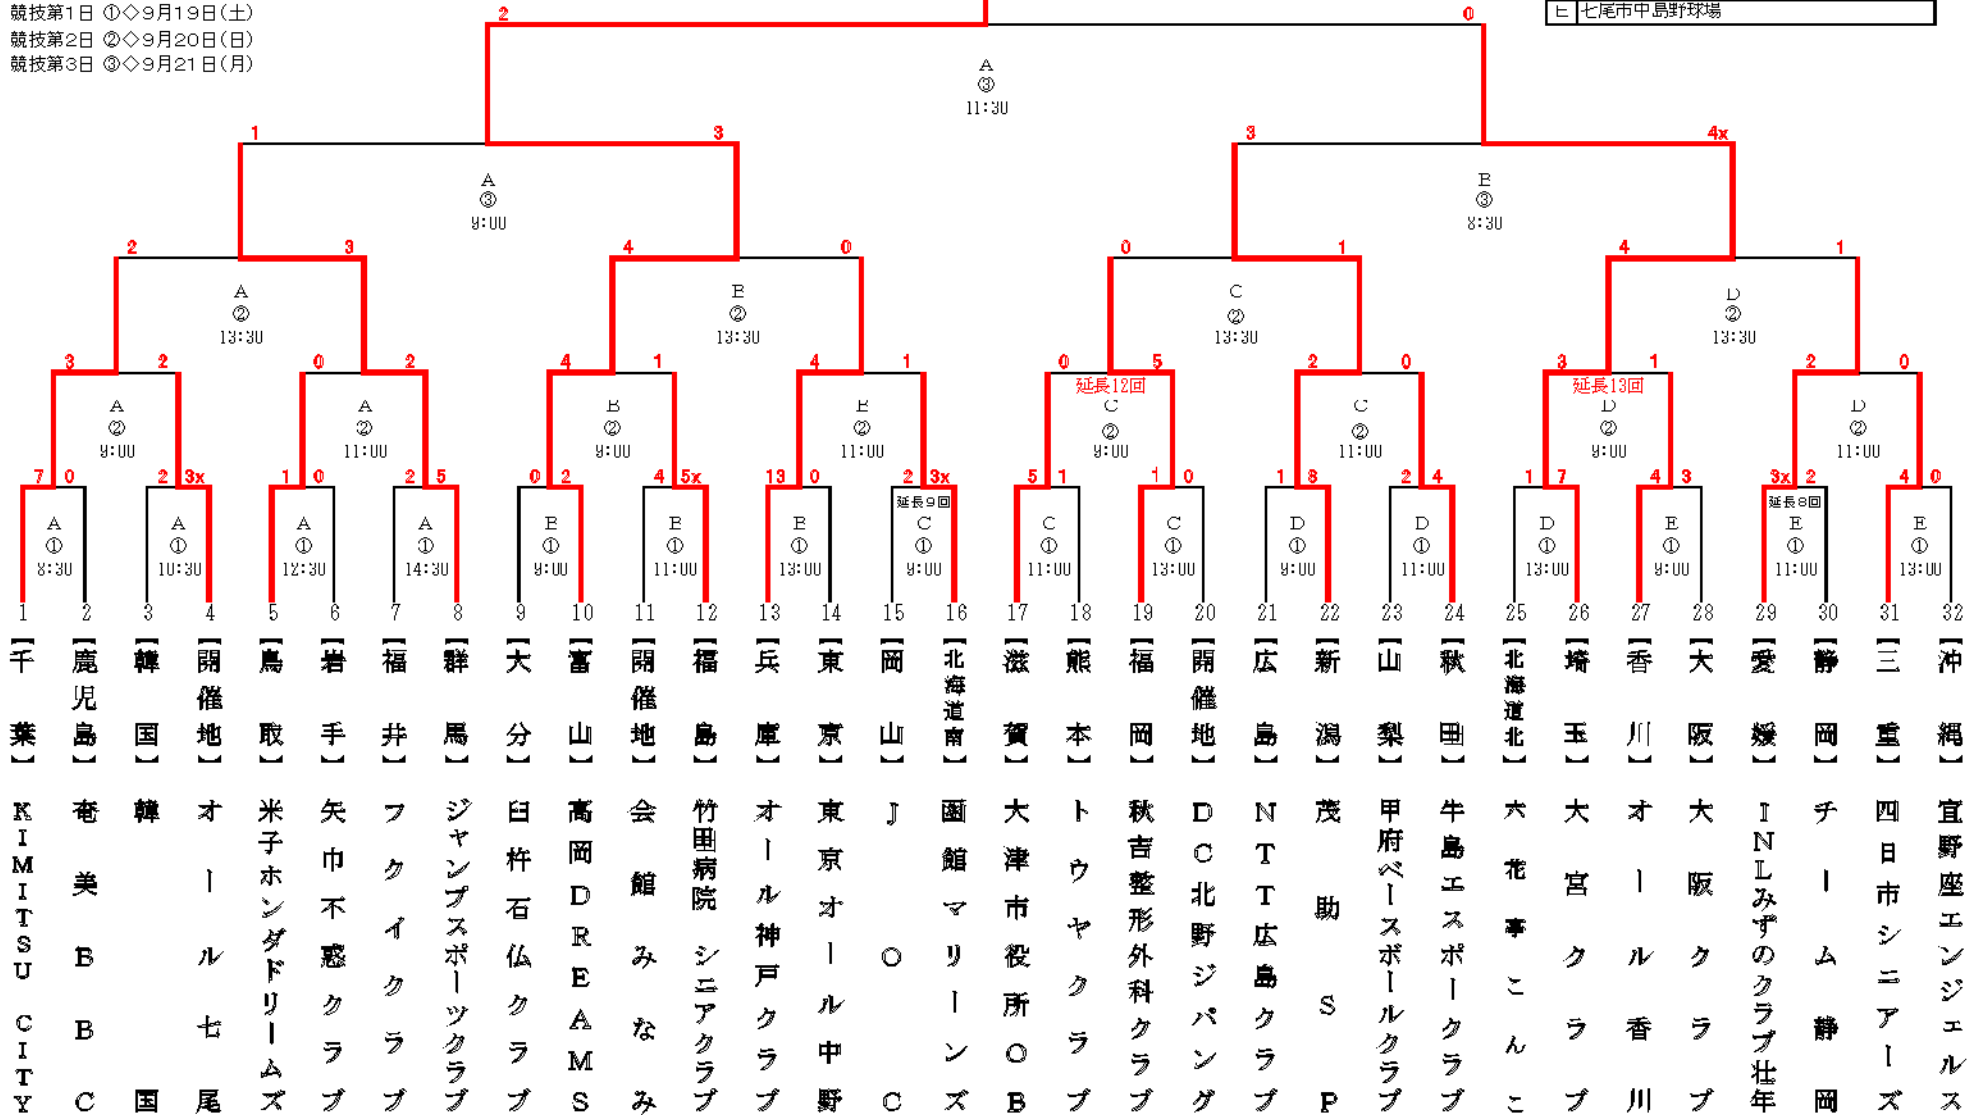 競技第1日 ①◇9月19日(土)
競技第2日 ②◇9月20日(日)
競技第3日 ③◇9月21日(月)
E 七尾市中島野球場
2 0
A
③
11:30
1 3 3 4x
A
③
9:00
B
③
8:30
2 3 4 0 0 1 4 1
A
②
13:30
B
②
13:30
C
②
13:30
D
②
13:30
3 2 0 2 4 1 4 1 0 5 2 0 3 1 2 0
延長12回
延長13回
A
②
9:00
A
②
11:00
B
②
9:00
B
②
11:00
C
②
9:00
C
②
11:00
D
②
9:00
D
②
11:00
7 0 2 3x 1 0 2 5 0 2 4 5x 13 0 2 3x 5 1 1 0 1 8 2 4 1 7 4 3 3x 2 4 0
延長9回
延長8回
A
①
8:30
A
①
10:30
A
①
12:30
A
①
14:30
B
①
9:00
B
①
11:00
B
①
13:00
C
①
9:00
C
①
11:00
C
①
13:00
D
①
9:00
D
①
11:00
D
①
13:00
E
①
9:00
E
①
11:00
E
①
13:00
1 2 3 4 5 6 7 8 9 10 11 12 13 14 15 16 17 18 19 20 21 22 23 24 25 26 27 28 29 30 31 32
【千葉】 KIMITSU CITY
【鹿児島】 奄美BBC
【韓国】 韓国
【開催地】 オール七尾
【鳥取】 米子ホンダドリームズ
【岩手】 矢巾不惑クラブ
【福井】 フクイクラブ
【群馬】 ジャンプスポーツクラブ
【大分】 臼杵石仏クラブ
【富山】 高岡DREAMS
【開催地】 会館みなみ
【福島】 竹田病院 シニアクラブ
【兵庫】 オール神戸クラブ
【東京】 東京オール中野
【岡山】 JOC
【北海道南】 函館マリーンズ
【滋賀】 大津市役所OB
【熊本】 トウヤクラブ
【福岡】 秋吉整形外科クラブ
【開催地】 DC北野ジパング
【広島】 NTT広島クラブ
【新潟】 茂助SP
【山梨】 甲府ベースボールクラブ
【秋田】 牛島エスポークラブ
【北海道北】 六花亭こんこ
【埼玉】 大宮クラブ
【香川】 オール香川
【大阪】 大阪クラブ
【愛媛】 INLみずのクラブ壮年
【静岡】 チーム静岡
【三重】 四日市シニアーズ
【沖縄】 宜野座エンジェルス